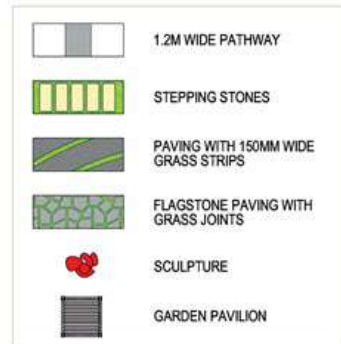 1.2M WIDE PATHWAY
STEPPING STONES
PAVING WITH 150MM WIDE
GRASS STRIPS
FLAGSTONE PAVING WITH
GRASS JOINTS
SCULPTURE
GARDEN PAVILION